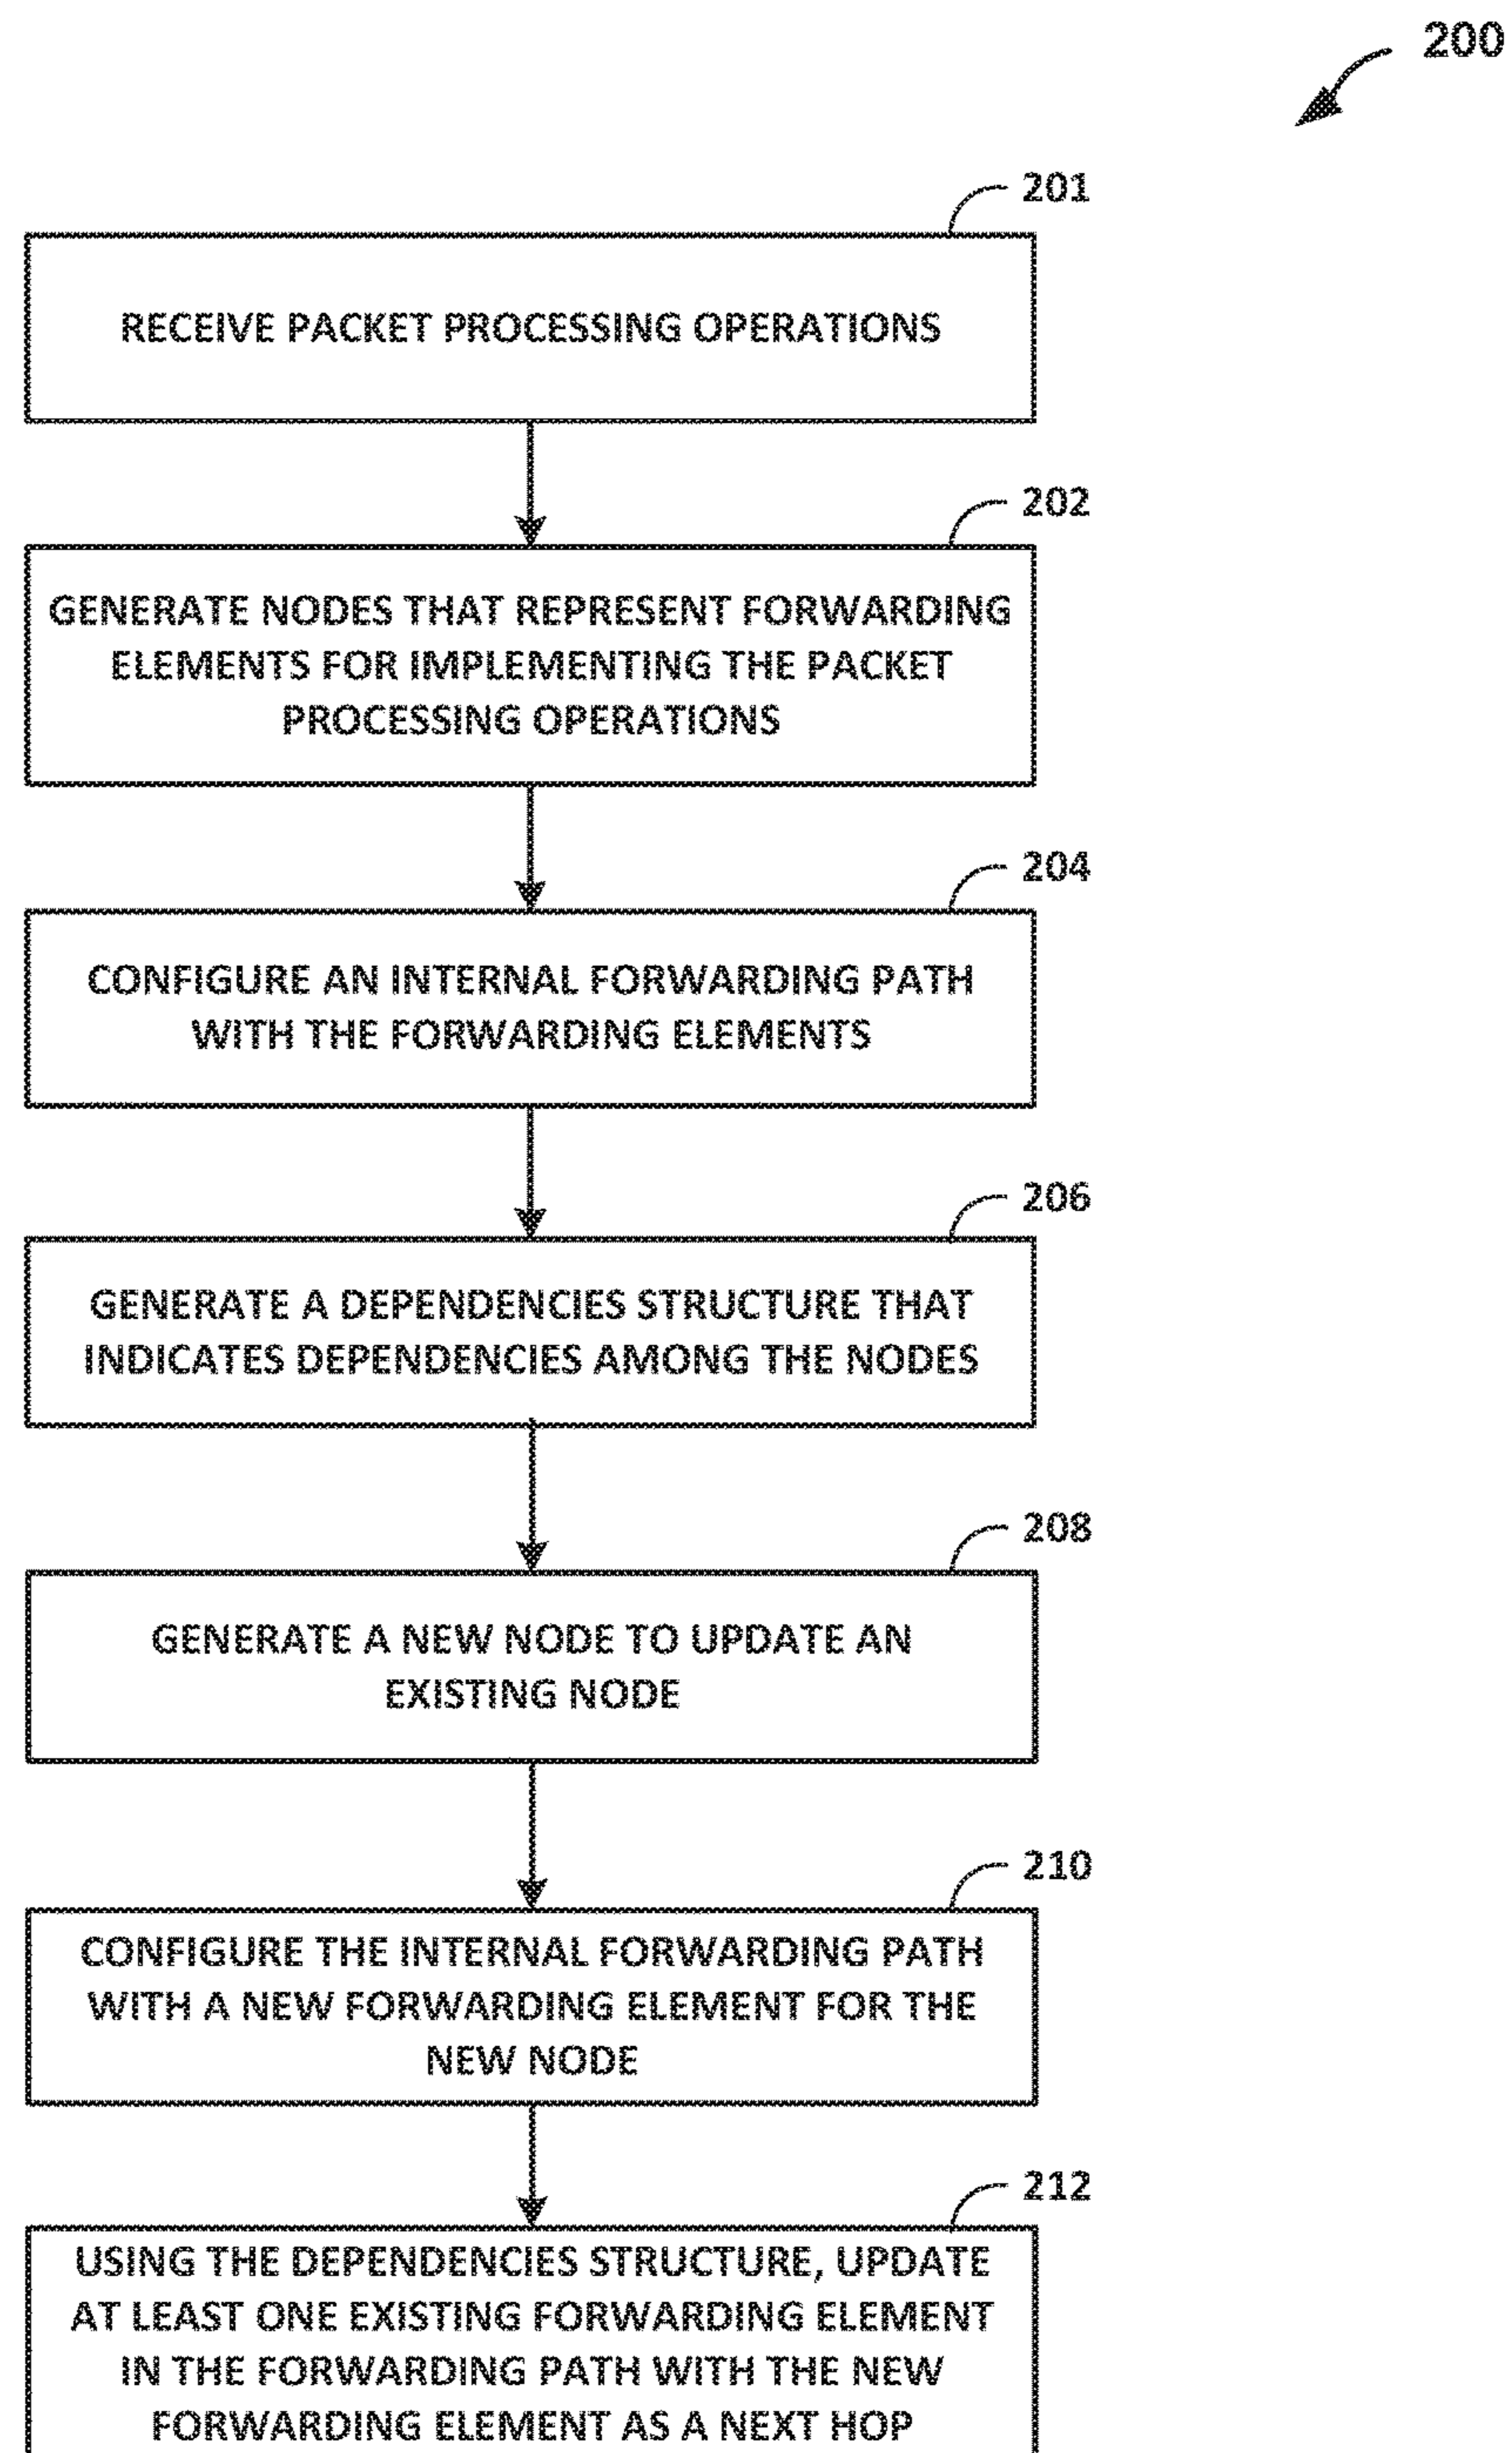 200
201
RECEIVE PACKET PROCESSING OPERATIONS
202
GENERATE NODES THAT REPRESENT FORWARDING
ELEMENTS FOR IMPLEMENTING THE PACKET
PROCESSING OPERATIONS
204
CONFIGURE AN INTERNAL FORWARDING PATH
WITH THE FORWARDING ELEMENTS
206
GENERATE A DEPENDENCIES STRUCTURE THAT
INDICATES DEPENDENCIES AMONG THE NODES
208
GENERATE A NEW NODE TO UPDATE AN
EXISTING NODE
210
CONFIGURE THE INTERNAL FORWARDING PATH
WITH A NEW FORWARDING ELEMENT FOR THE
NEW NODE
212
USING THE DEPENDENCIES STRUCTURE, UPDATE
AT LEAST ONE EXISTING FORWARDING ELEMENT
IN THE FORWARDING PATH WITH THE NEW
FORWARDING ELEMENT AS A NEXT HOP